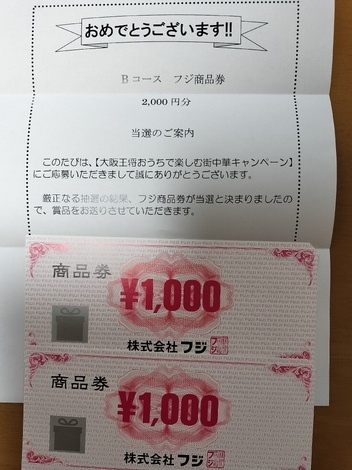 おめでとうございます!!
Bコース　フジ商品券
2,000 円分
当選のご案内
このたびは、【大阪王将おうちで楽しむ街中華キャンペーン】
にご応募いただきまして誠にありがとうございます。
厳正なる抽選の結果、フジ商品券が当選と決まりましたの
で、賞品をお送りさせていただきます。
商品券
¥1,000
株式会社フジ
商品券
¥1,000
株式会社フジ